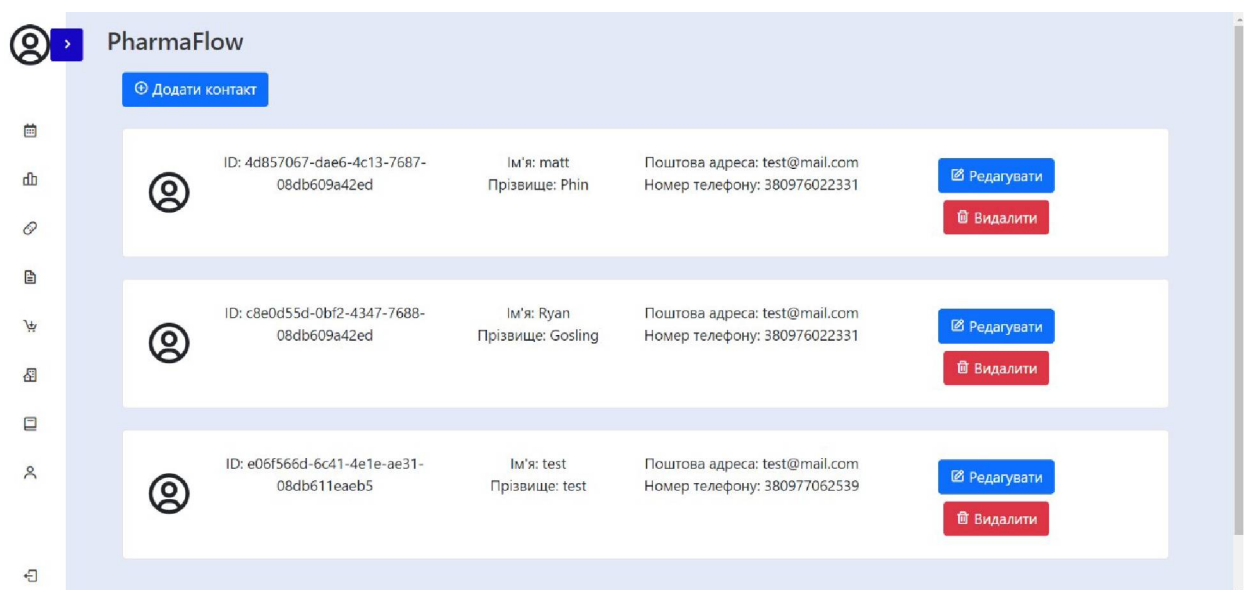 PharmaFlow
Додати контакт
ID: 4d857067-dae6-4c13-7687-
08db609a42ed
Ім'я: matt
Прізвище: Phin
Поштова адреса: test@mail.com
Номер телефону: 380976022331
Редагувати
Видалити
ID: c8e0d55d-0bf2-4347-7688-
08db609a42ed
Ім'я: Ryan
Прізвище: Gosling
Поштова адреса: test@mail.com
Номер телефону: 380976022331
Редагувати
Видалити
ID: e06f566d-6c41-4e1e-ae31-
08db611eaeb5
Ім'я: test
Прізвище: test
Поштова адреса: test@mail.com
Номер телефону: 380977062539
Редагувати
Видалити